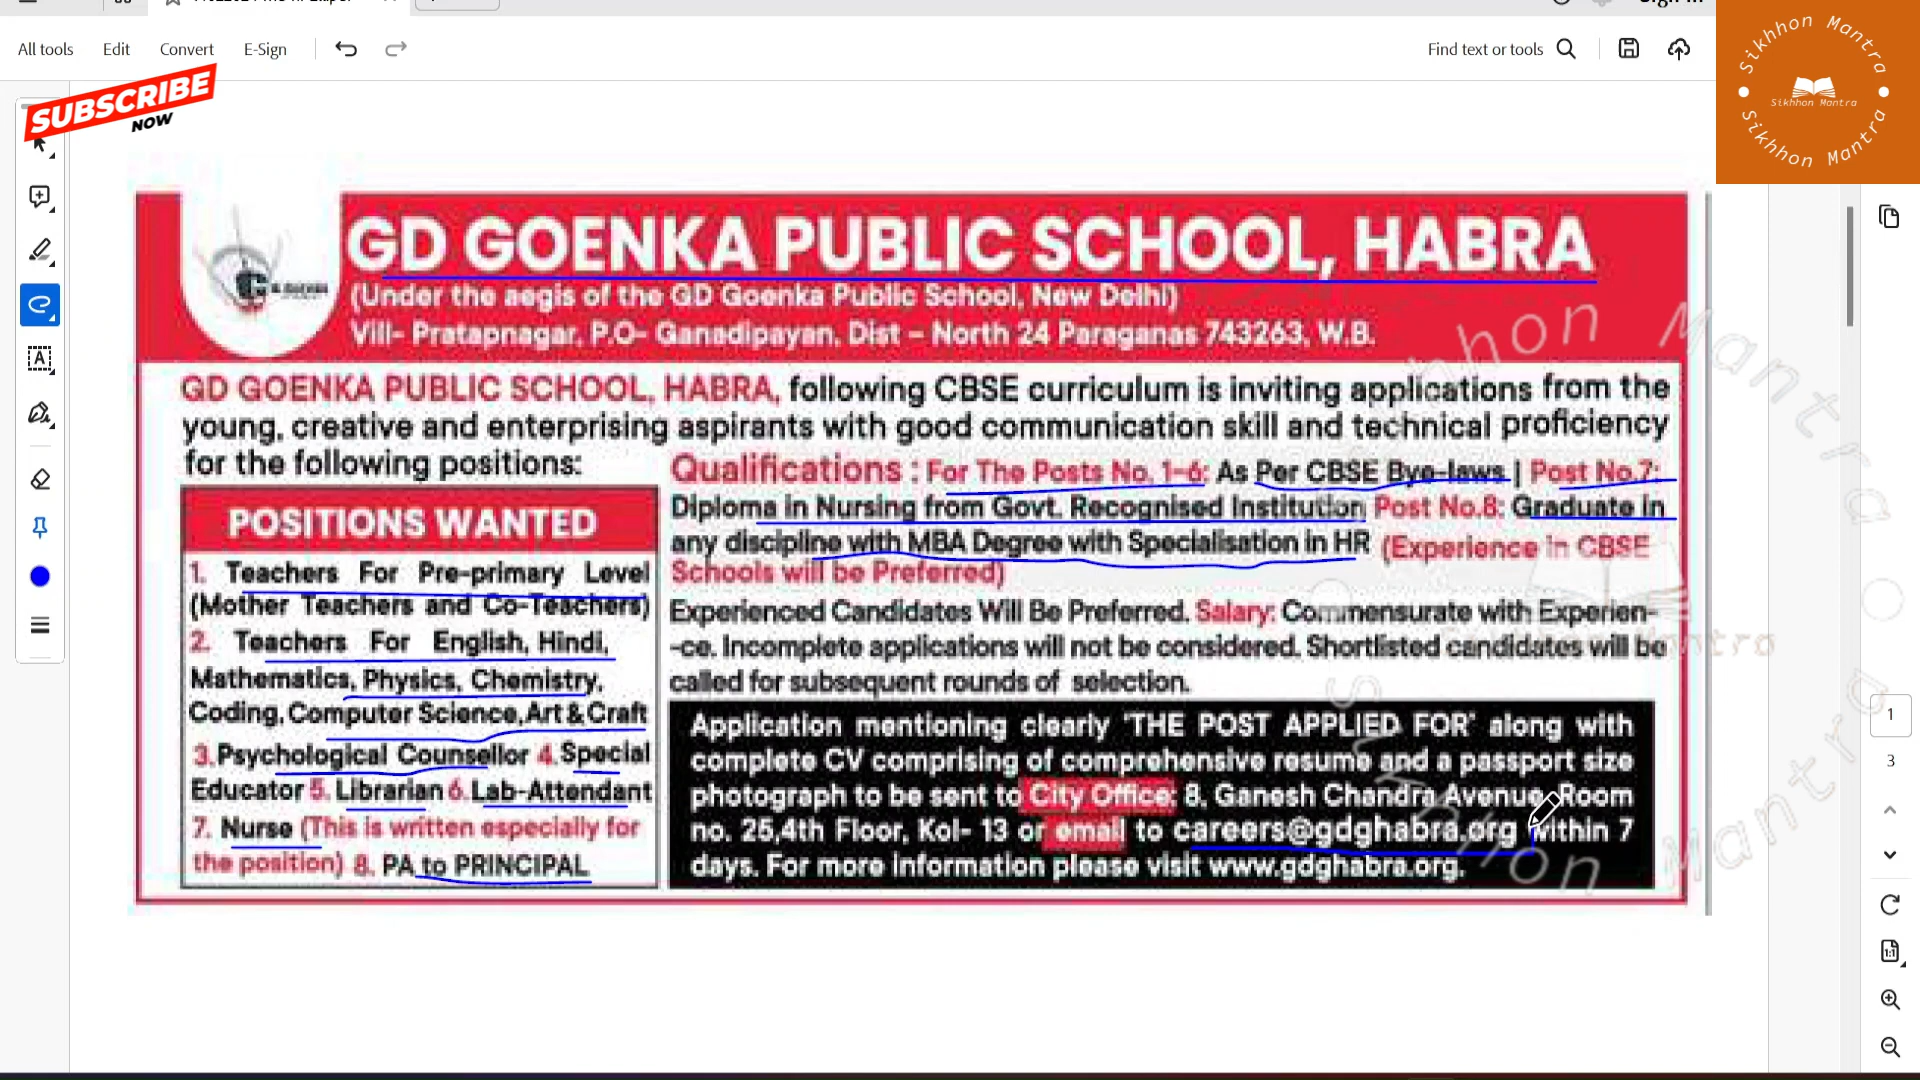 All tools Edit Convert E-Sign Find text or tools
SUBSCRIBE
NOW
Sikhhon Mantra
Sikhhon Mantra
Sikhhon Mantra
GD GOENKA PUBLIC SCHOOL, HABRA
(Under the aegis of the GD Goenka Public School, New Delhi)
Vill- Pratapnagar, P.O- Ganadipayan, Dist – North 24 Paraganas 743263, W.B.
GD GOENKA PUBLIC SCHOOL, HABRA, following CBSE curriculum is inviting applications from the
young, creative and enterprising aspirants with good communication skill and technical proficiency
for the following positions:
POSITIONS WANTED
1. Teachers For Pre-primary Level
(Mother Teachers and Co-Teachers)
2. Teachers For English, Hindi,
Mathematics, Physics, Chemistry,
Coding, Computer Science, Art & Craft
3. Psychological Counsellor 4. Special
Educator 5. Librarian 6. Lab-Attendant
7. Nurse (This is written especially for
the position) 8. PA to PRINCIPAL
Qualifications : For The Posts No. 1-6: As Per CBSE Bye-laws | Post No.7:
Diploma in Nursing from Govt. Recognised Institution Post No.8: Graduate in
any discipline with MBA Degree with Specialisation in HR (Experience in CBSE
Schools will be Preferred)
Experienced Candidates Will Be Preferred. Salary: Commensurate with Experien-
-ce. Incomplete applications will not be considered. Shortlisted candidates will be
called for subsequent rounds of selection.
Application mentioning clearly 'THE POST APPLIED FOR' along with
complete CV comprising of comprehensive resume and a passport size
photograph to be sent to City Office: 8, Ganesh Chandra Avenue, Room
no. 25,4th Floor, Kol- 13 or email to careers@gdghabra.org within 7
days. For more information please visit www.gdghabra.org.
1
3